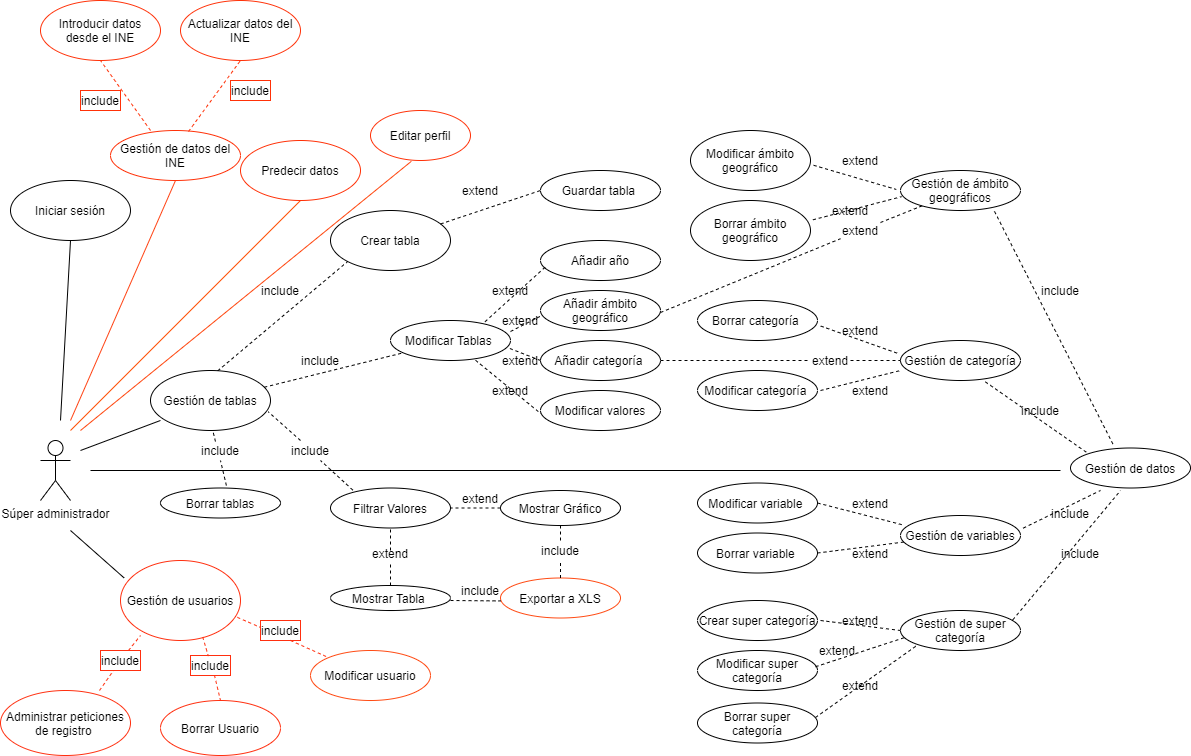 Introducir datos
desde el INE
Actualizar datos del
INE
include
include
Gestión de datos del
INE
Predecir datos
Editar perfil
Iniciar sesión
Crear tabla
extend
Guardar tabla
include
Añadir año
extend
Añadir ámbito
geográfico
extend
Modificar Tablas
include
Añadir categoría
extend
Modificar valores
extend
Modificar ámbito
geográfico
extend
Gestión de ámbito
geográficos
Borrar ámbito
geográfico
extend
extend
include
Borrar categoría
extend
Gestión de categoría
extend
Modificar categoría
extend
include
Gestión de tablas
include
include
Gestión de datos
Súper administrador
Borrar tablas
Filtrar Valores
extend
Mostrar Gráfico
extend
include
Mostrar Tabla
include
Exportar a XLS
Modificar variable
extend
Gestión de variables
include
Borrar variable
extend
include
Crear super categoría
extend
Gestión de super
categoría
Modificar super
categoría
extend
Borrar super
categoría
extend
Gestión de usuarios
include
include
include
Modificar usuario
Administrar peticiones
de registro
Borrar Usuario